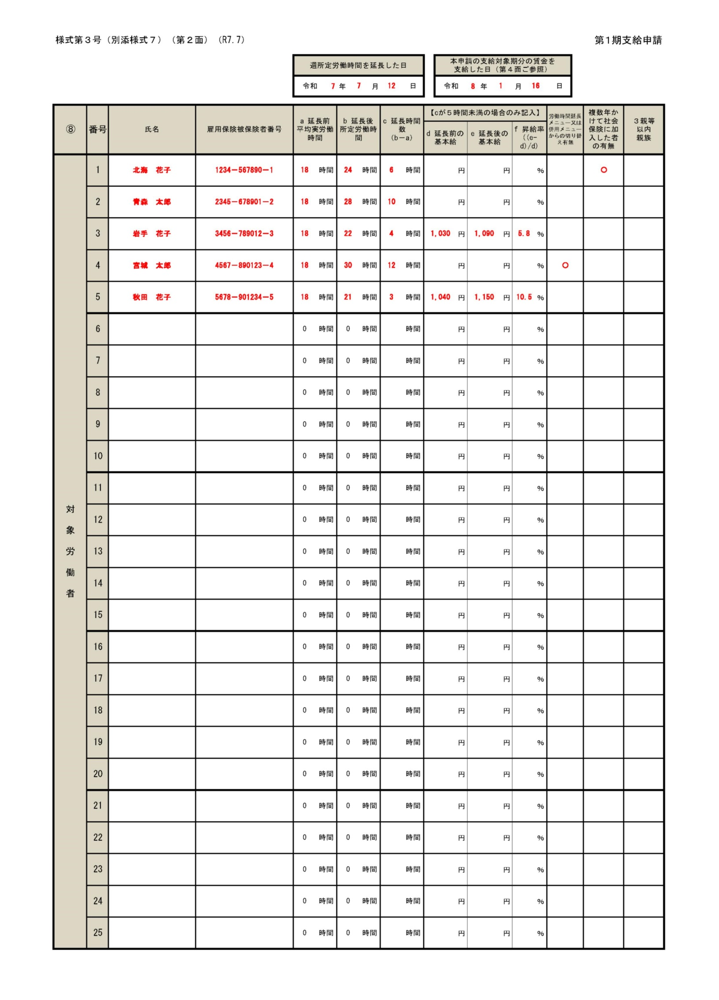 様式第３号（別添様式７）（第２面）（R7.7）　第１期支給申請
週所定労働時間を延長した日
令和 7 年 7 月 12 日
本申請の支給対象期分の賃金を
支給した日（第４面ご参照）
令和 8 年 1 月 16 日
⑧
番号
氏名
雇用保険被保険者番号
a 延長前
平均実労働
時間
b 延長後
所定労働時
間
c 延長時間
数
(b－a)
【cが５時間未満の場合のみ記入】
d 延長前の
基本給
e 延長後の
基本給
f 昇給率
((e-
d)/d)
労働時間延長
メニュー又は
併用メニュー
からの切り替
え有無
複数年か
けて社会
保険に加
入した者
の有無
３親等
以内
親族
対
象
労
働
者
1 北海　花子 1234－567890－1 18 時間 24 時間 6 時間 円 円 % ○
2 青森　太郎 2345－678901－2 18 時間 28 時間 10 時間 円 円 %
3 岩手　花子 3456－789012－3 18 時間 22 時間 4 時間 1,030 円 1,090 円 5.8 %
4 宮城　太郎 4567－890123－4 18 時間 30 時間 12 時間 円 円 % ○
5 秋田　花子 5678－901234－5 18 時間 21 時間 3 時間 1,040 円 1,150 円 10.5 %
6 0 時間 0 時間 時間 円 円 %
7 0 時間 0 時間 時間 円 円 %
8 0 時間 0 時間 時間 円 円 %
9 0 時間 0 時間 時間 円 円 %
10 0 時間 0 時間 時間 円 円 %
11 0 時間 0 時間 時間 円 円 %
12 0 時間 0 時間 時間 円 円 %
13 0 時間 0 時間 時間 円 円 %
14 0 時間 0 時間 時間 円 円 %
15 0 時間 0 時間 時間 円 円 %
16 0 時間 0 時間 時間 円 円 %
17 0 時間 0 時間 時間 円 円 %
18 0 時間 0 時間 時間 円 円 %
19 0 時間 0 時間 時間 円 円 %
20 0 時間 0 時間 時間 円 円 %
21 0 時間 0 時間 時間 円 円 %
22 0 時間 0 時間 時間 円 円 %
23 0 時間 0 時間 時間 円 円 %
24 0 時間 0 時間 時間 円 円 %
25 0 時間 0 時間 時間 円 円 %